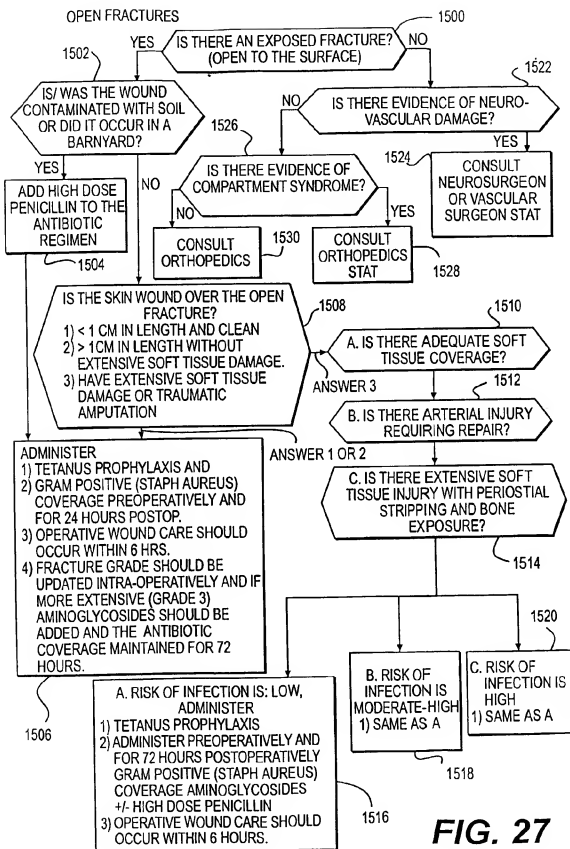 OPEN FRACTURES
1500
IS THERE AN EXPOSED FRACTURE?
(OPEN TO THE SURFACE)
YES
NO
1502
IS/ WAS THE WOUND
CONTAMINATED WITH SOIL
OR DID IT OCCUR IN A
BARNYARD?
YES
NO
1522
IS THERE EVIDENCE OF NEURO-
VASCULAR DAMAGE?
NO
YES
1526
IS THERE EVIDENCE OF
COMPARTMENT SYNDROME?
NO
YES
1524
CONSULT
NEUROSURGEON
OR VASCULAR
SURGEON STAT
ADD HIGH DOSE
PENICILLIN TO THE
ANTIBIOTIC
REGIMEN
1504
CONSULT
ORTHOPEDICS
1530
CONSULT
ORTHOPEDICS
STAT
1528
IS THE SKIN WOUND OVER THE OPEN
FRACTURE?
1) < 1 CM IN LENGTH AND CLEAN
2) > 1CM IN LENGTH WITHOUT
EXTENSIVE SOFT TISSUE DAMAGE.
3) HAVE EXTENSIVE SOFT TISSUE
DAMAGE OR TRAUMATIC
AMPUTATION
1508
ANSWER 3
ANSWER 1 OR 2
1510
A. IS THERE ADEQUATE SOFT
TISSUE COVERAGE?
1512
B. IS THERE ARTERIAL INJURY
REQUIRING REPAIR?
C. IS THERE EXTENSIVE SOFT
TISSUE INJURY WITH PERIOSTIAL
STRIPPING AND BONE
EXPOSURE?
1514
ADMINISTER
1) TETANUS PROPHYLAXIS AND
2) GRAM POSITIVE (STAPH AUREUS)
COVERAGE PREOPERATIVELY AND
FOR 24 HOURS POSTOP.
3) OPERATIVE WOUND CARE SHOULD
OCCUR WITHIN 6 HRS.
4) FRACTURE GRADE SHOULD BE
UPDATED INTRA-OPERATIVELY AND IF
MORE EXTENSIVE (GRADE 3)
AMINOGLYCOSIDES SHOULD BE
ADDED AND THE ANTIBIOTIC
COVERAGE MAINTAINED FOR 72
HOURS.
1506
A. RISK OF INFECTION IS: LOW,
ADMINISTER
1) TETANUS PROPHYLAXIS
2) ADMINISTER PREOPERATIVELY AND
FOR 72 HOURS POSTOPERATIVELY
GRAM POSITIVE (STAPH AUREUS)
COVERAGE AMINOGLYCOSIDES
+/- HIGH DOSE PENICILLIN
3) OPERATIVE WOUND CARE SHOULD
OCCUR WITHIN 6 HOURS.
1516
B. RISK OF
INFECTION IS
MODERATE-HIGH
1) SAME AS A
1518
1520
C. RISK OF
INFECTION IS
HIGH
1) SAME AS A
FIG. 27